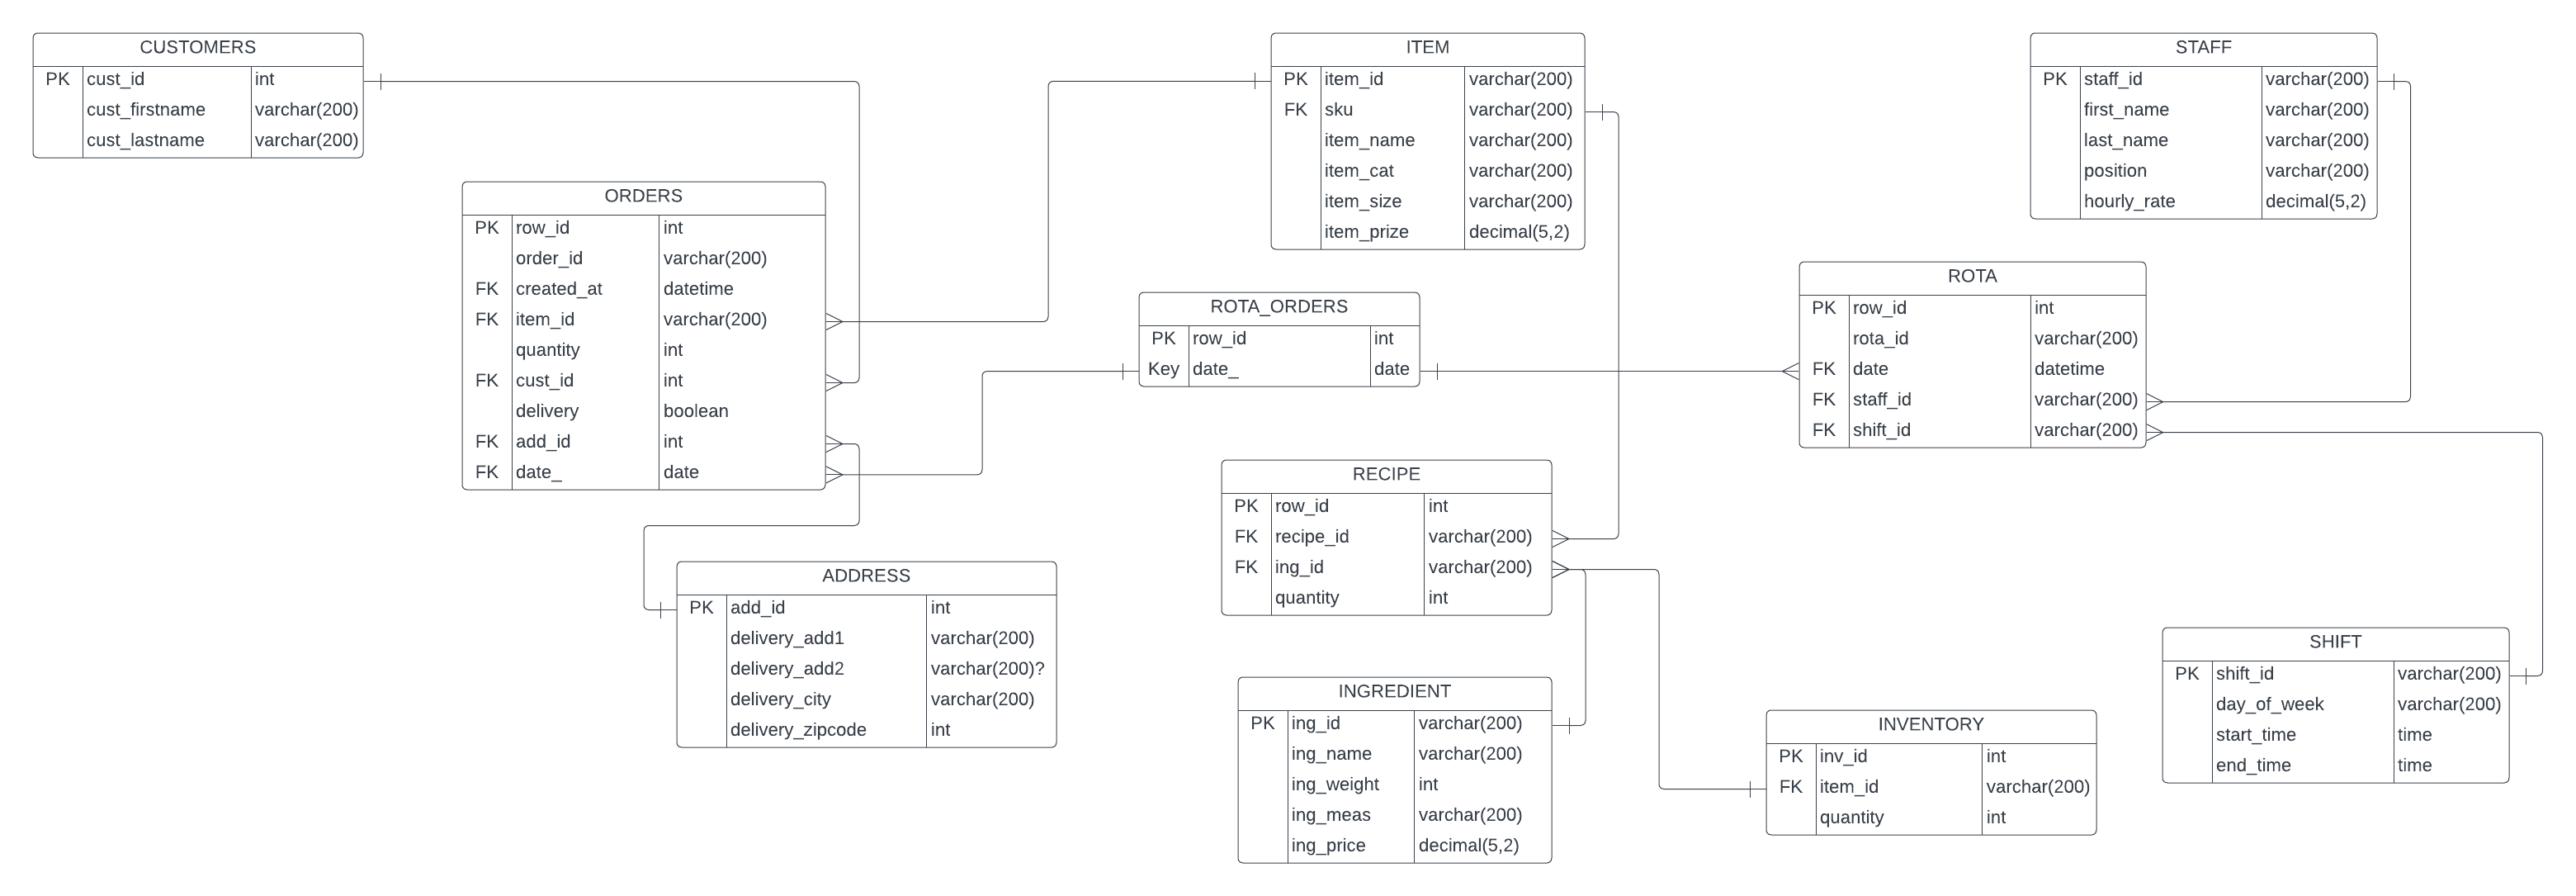 CUSTOMERS
PK cust_id int
cust_firstname varchar(200)
cust_lastname varchar(200)
ORDERS
PK row_id int
order_id varchar(200)
FK created_at datetime
FK item_id varchar(200)
quantity int
FK cust_id int
delivery boolean
FK add_id int
FK date_ date
ADDRESS
PK add_id int
delivery_add1 varchar(200)
delivery_add2 varchar(200)?
delivery_city varchar(200)
delivery_zipcode int
ITEM
PK item_id varchar(200)
FK sku varchar(200)
item_name varchar(200)
item_cat varchar(200)
item_size varchar(200)
item_prize decimal(5,2)
ROTA_ORDERS
PK row_id int
Key date_ date
RECIPE
PK row_id int
FK recipe_id varchar(200)
FK ing_id varchar(200)
quantity int
INGREDIENT
PK ing_id varchar(200)
ing_name varchar(200)
ing_weight int
ing_meas varchar(200)
ing_price decimal(5,2)
STAFF
PK staff_id varchar(200)
first_name varchar(200)
last_name varchar(200)
position varchar(200)
hourly_rate decimal(5,2)
ROTA
PK row_id int
rota_id varchar(200)
FK date datetime
FK staff_id varchar(200)
FK shift_id varchar(200)
SHIFT
PK shift_id varchar(200)
day_of_week varchar(200)
start_time time
end_time time
INVENTORY
PK inv_id int
FK item_id varchar(200)
quantity int